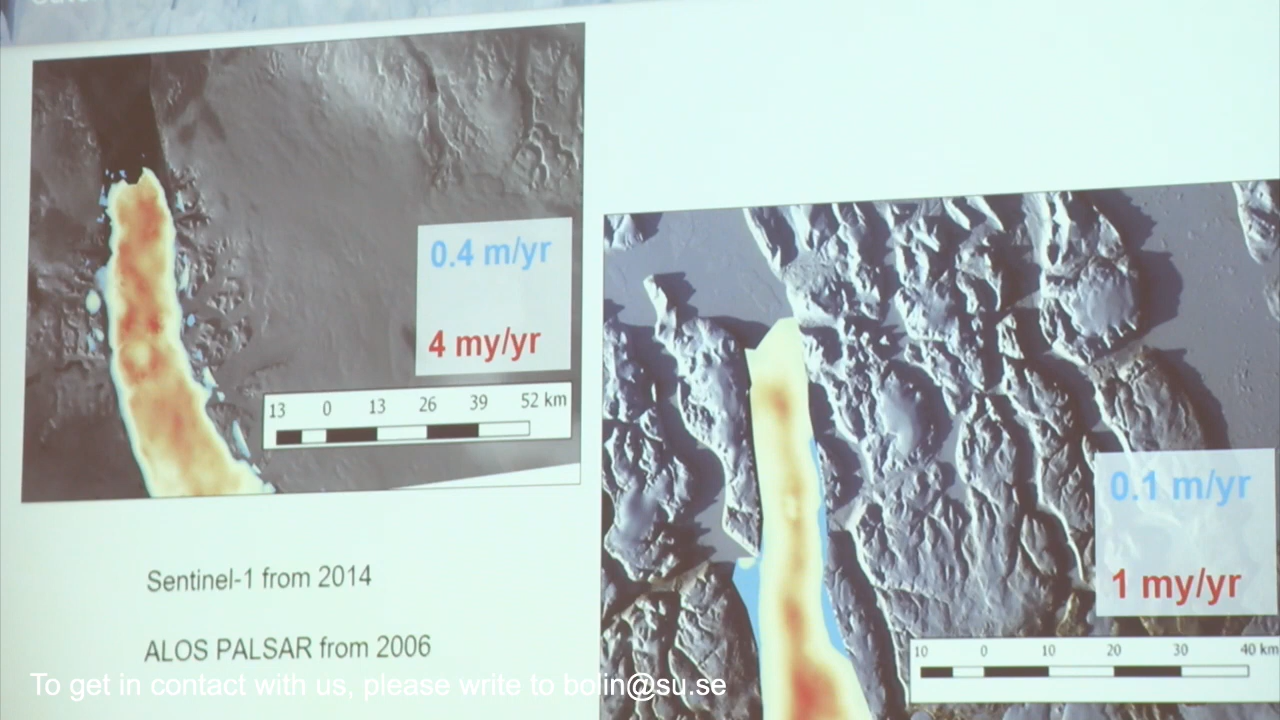 0.4 m/yr
4 my/yr
13 0 13 26 39 52 km
0.1 m/yr
1 my/yr
10 0 10 20 30 40 km
Sentinel-1 from 2014
ALOS PALSAR from 2006
To get in contact with us, please write to bolin@su.se